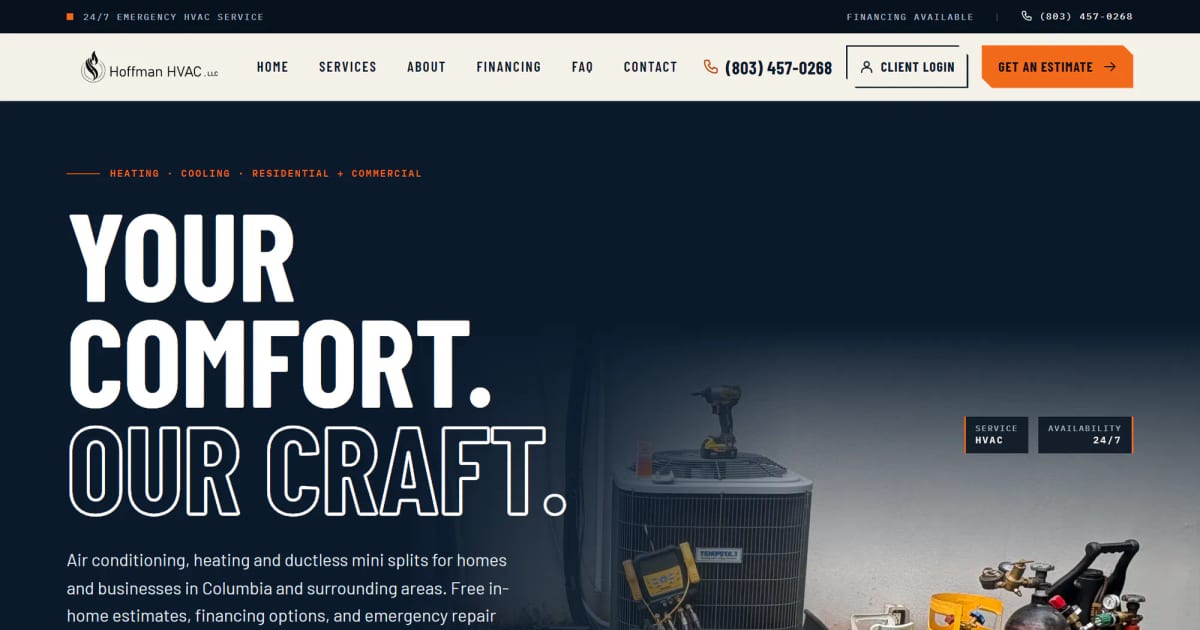 24/7 EMERGENCY HVAC SERVICE
FINANCING AVAILABLE | (803) 457-0268
Hoffman HVAC, LLC
HOME SERVICES ABOUT FINANCING FAQ CONTACT (803) 457-0268 CLIENT LOGIN GET AN ESTIMATE →
HEATING · COOLING · RESIDENTIAL + COMMERCIAL
YOUR
COMFORT.
OUR CRAFT.
SERVICE
HVAC
AVAILABILITY
24/7
TEMPSTAR
Air conditioning, heating and ductless mini splits for homes
and businesses in Columbia and surrounding areas. Free in-
home estimates, financing options, and emergency repair